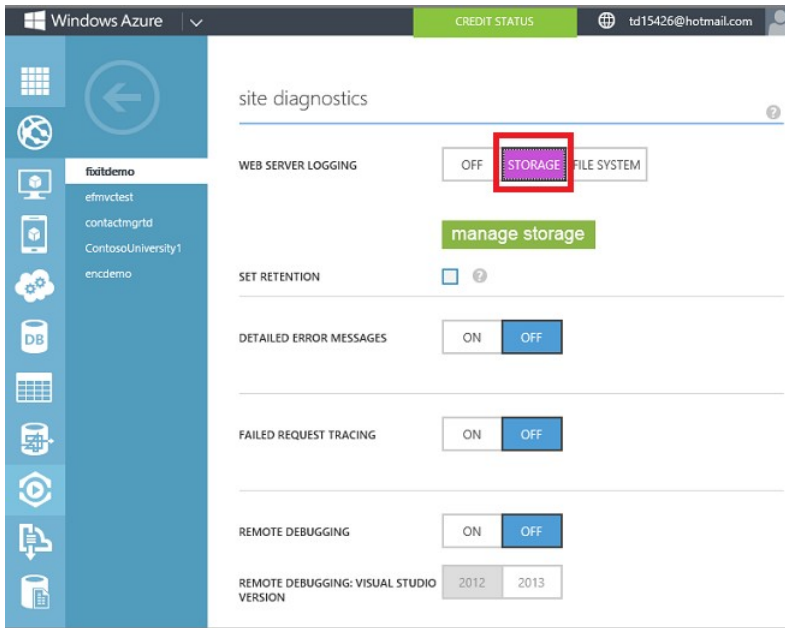 Windows Azure
CREDIT STATUS
td15426@hotmail.com
site diagnostics
?
WEB SERVER LOGGING
OFF STORAGE FILE SYSTEM
fixitdemo
efmvctest
contactmgrtd
ContosoUniversity1
encdemo
manage storage
SET RETENTION ?
DETAILED ERROR MESSAGES ON OFF
DB
FAILED REQUEST TRACING ON OFF
REMOTE DEBUGGING ON OFF
REMOTE DEBUGGING: VISUAL STUDIO
VERSION
2012 2013